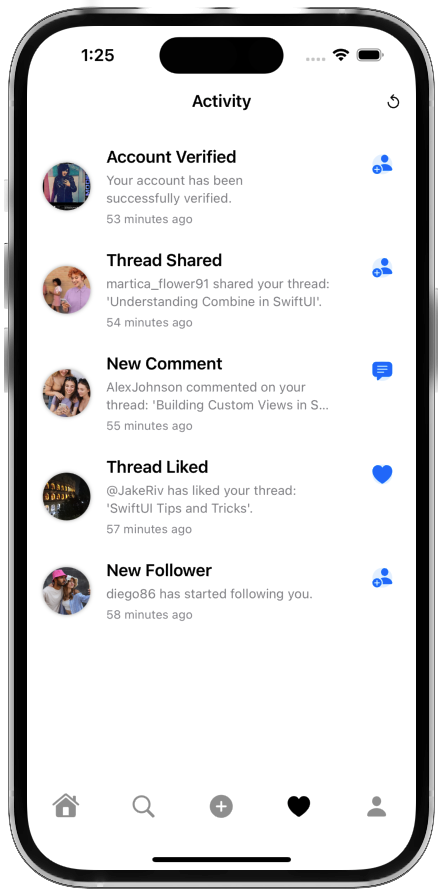 1:25
Activity
Account Verified
Your account has been
successfully verified.
53 minutes ago
Thread Shared
martica_flower91 shared your thread:
'Understanding Combine in SwiftUI'.
54 minutes ago
New Comment
AlexJohnson commented on your
thread: 'Building Custom Views in S...
55 minutes ago
Thread Liked
@JakeRiv has liked your thread:
'SwiftUI Tips and Tricks'.
57 minutes ago
New Follower
diego86 has started following you.
58 minutes ago